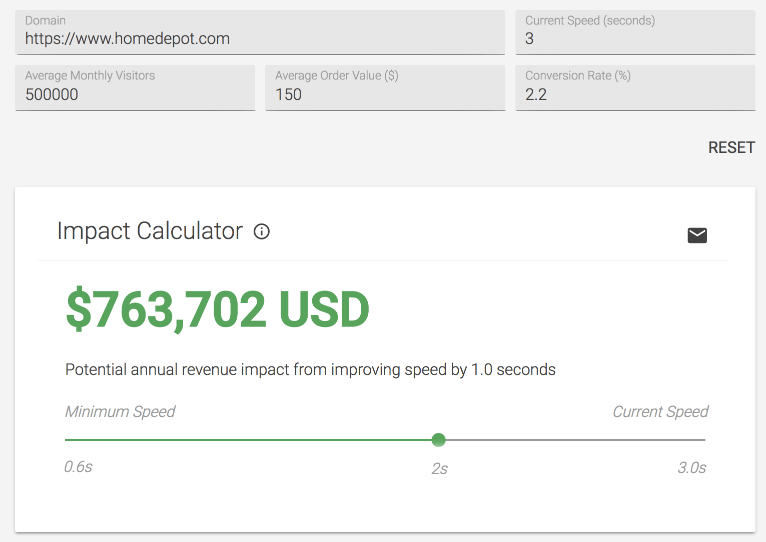 Domain
https://www.homedepot.com
Current Speed (seconds)
3
Average Monthly Visitors
500000
Average Order Value ($)
150
Conversion Rate (%)
2.2
RESET
Impact Calculator
$763,702 USD
Potential annual revenue impact from improving speed by 1.0 seconds
Minimum Speed
Current Speed
0.6s
2s
3.0s